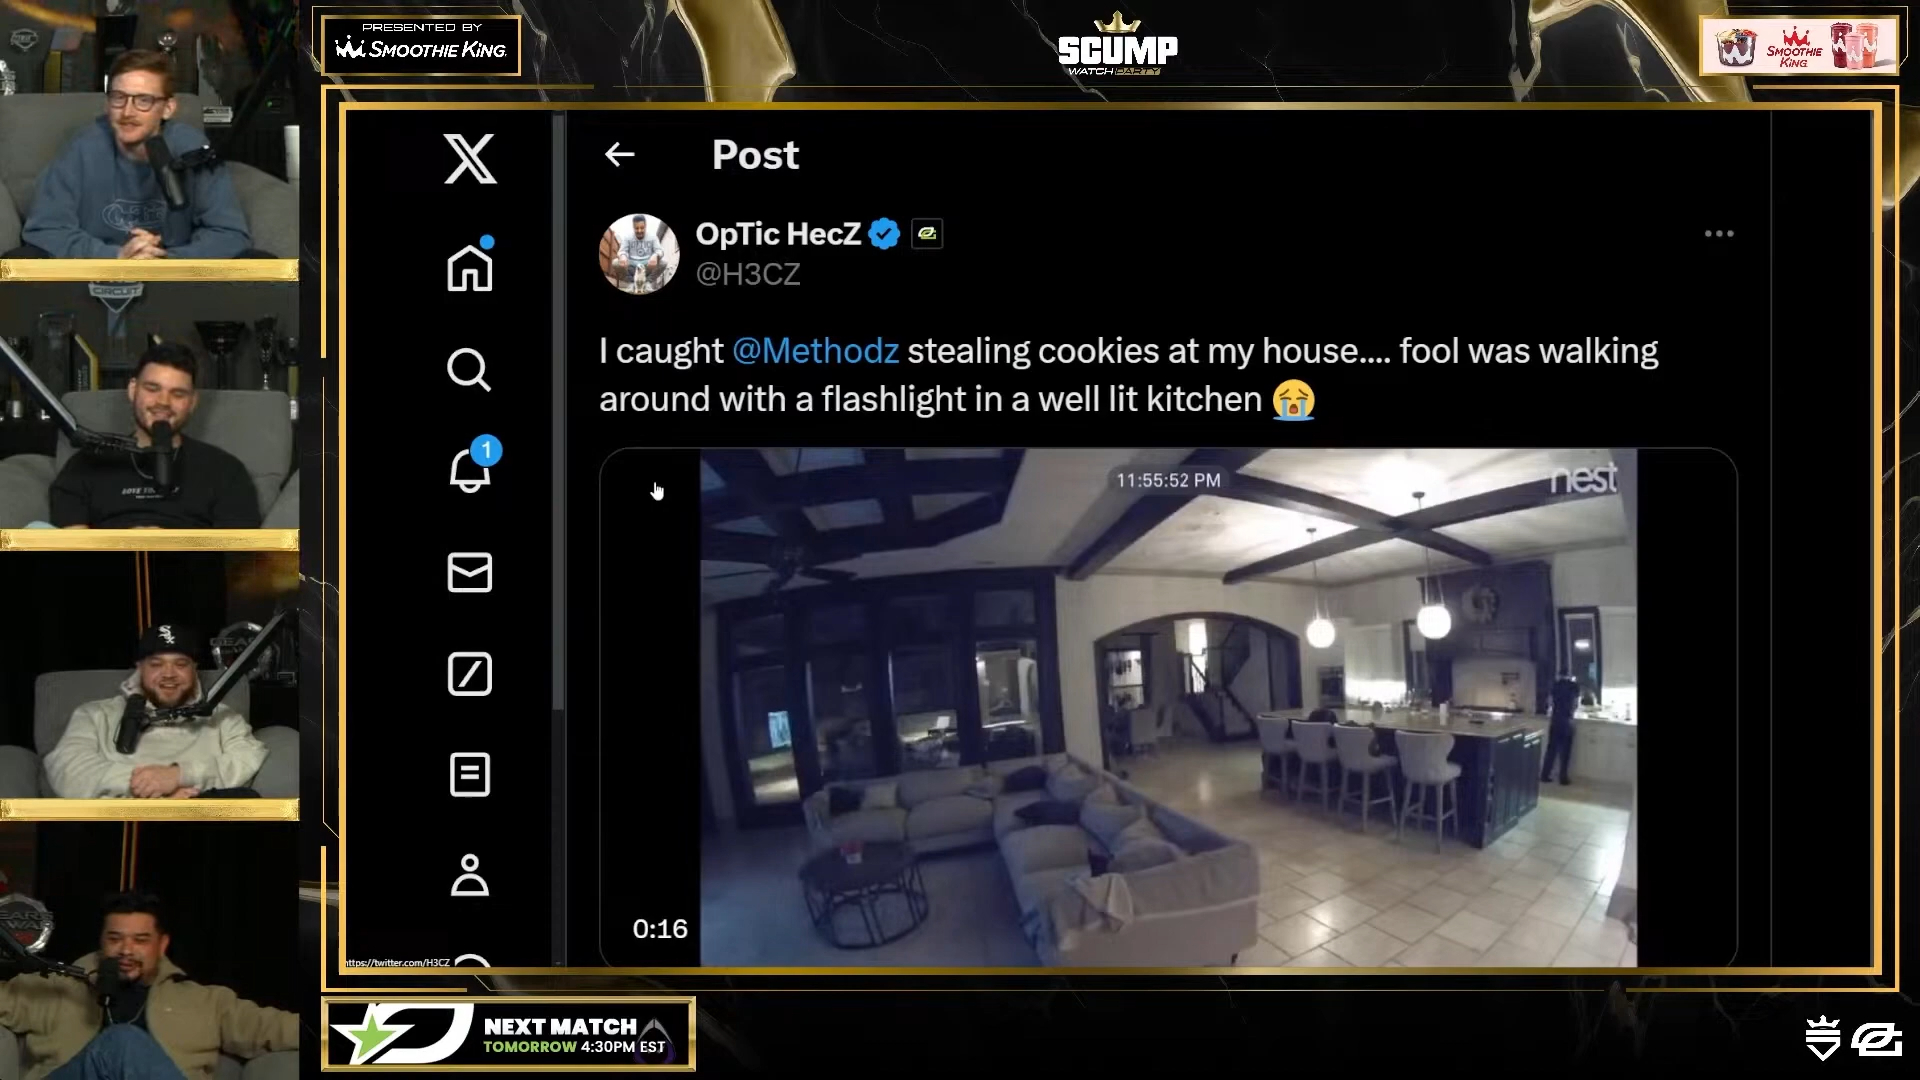 PRESENTED BY
SMOOTHIE KING
SCUMP
WATCH PARTY
SMOOTHIE
KING
X
Post
OpTic HecZ
@H3CZ
I caught @Methodz stealing cookies at my house.... fool was walking
around with a flashlight in a well lit kitchen 😭
1
11:55:52 PM
nest
0:16
https://twitter.com/H3CZ
NEXT MATCH
TOMORROW 4:30PM EST